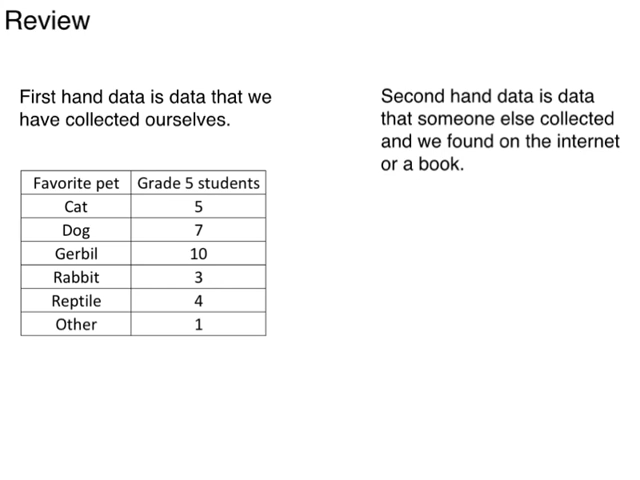 Review
First hand data is data that we
have collected ourselves.
Second hand data is data
that someone else collected
and we found on the internet
or a book.
Favorite pet Grade 5 students
Cat 5
Dog 7
Gerbil 10
Rabbit 3
Reptile 4
Other 1